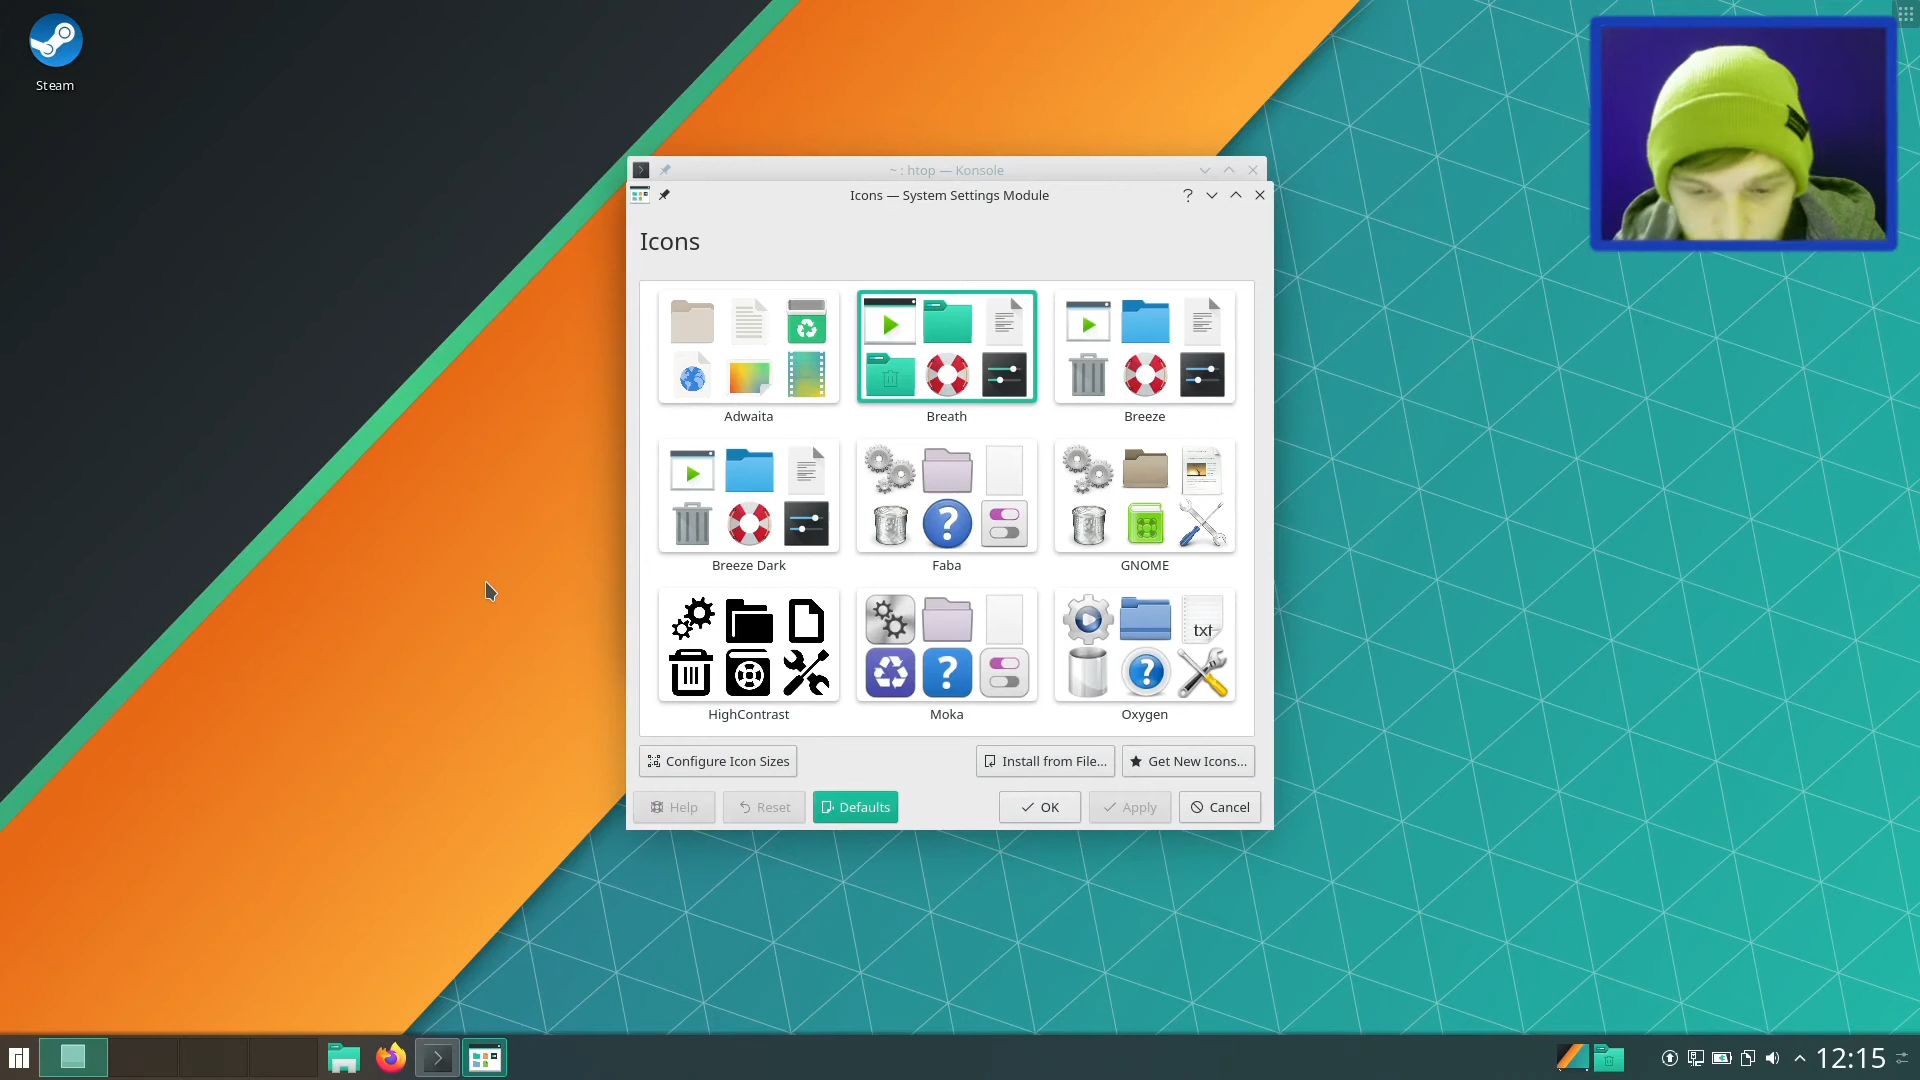 Steam
~ : htop — Konsole
Icons — System Settings Module
Icons
Adwaita
Breath
Breeze
Breeze Dark
Faba
GNOME
txt
HighContrast
Moka
Oxygen
Configure Icon Sizes
Install from File...
Get New Icons...
Help
Reset
Defaults
OK
Apply
Cancel
12:15